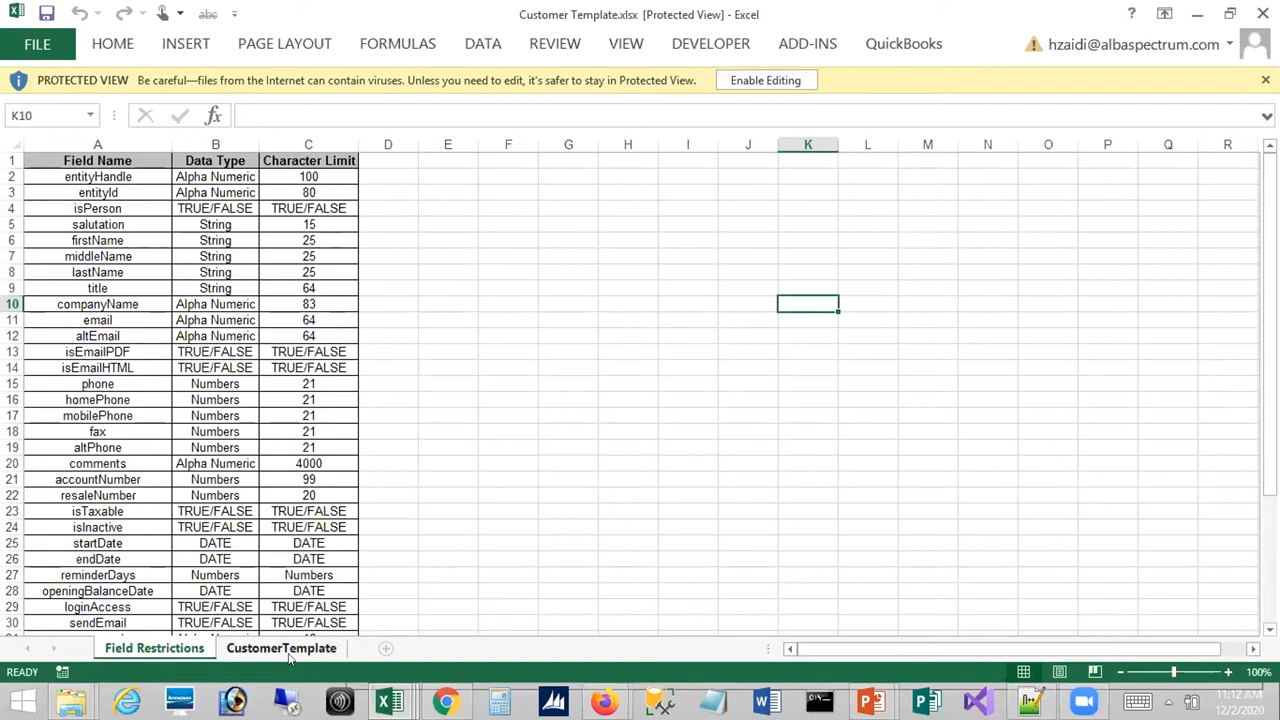 Customer Template.xlsx [Protected View] - Excel
FILE HOME INSERT PAGE LAYOUT FORMULAS DATA REVIEW VIEW DEVELOPER ADD-INS QuickBooks hzaidi@albaspectrum.com
PROTECTED VIEW Be careful—files from the Internet can contain viruses. Unless you need to edit, it's safer to stay in Protected View. Enable Editing
K10 fx
A B C D E F G H I J K L M N O P Q R
1 Field Name Data Type Character Limit
2 entityHandle Alpha Numeric 100
3 entityId Alpha Numeric 80
4 isPerson TRUE/FALSE TRUE/FALSE
5 salutation String 15
6 firstName String 25
7 middleName String 25
8 lastName String 25
9 title String 64
10 companyName Alpha Numeric 83
11 email Alpha Numeric 64
12 altEmail Alpha Numeric 64
13 isEmailPDF TRUE/FALSE TRUE/FALSE
14 isEmailHTML TRUE/FALSE TRUE/FALSE
15 phone Numbers 21
16 homePhone Numbers 21
17 mobilePhone Numbers 21
18 fax Numbers 21
19 altPhone Numbers 21
20 comments Alpha Numeric 4000
21 accountNumber Numbers 99
22 resaleNumber Numbers 20
23 isTaxable TRUE/FALSE TRUE/FALSE
24 isInactive TRUE/FALSE TRUE/FALSE
25 startDate DATE DATE
26 endDate DATE DATE
27 reminderDays Numbers Numbers
28 openingBalanceDate DATE DATE
29 loginAccess TRUE/FALSE TRUE/FALSE
30 sendEmail TRUE/FALSE TRUE/FALSE
Field Restrictions CustomerTemplate
READY 100%
11:12 AM
12/2/2020